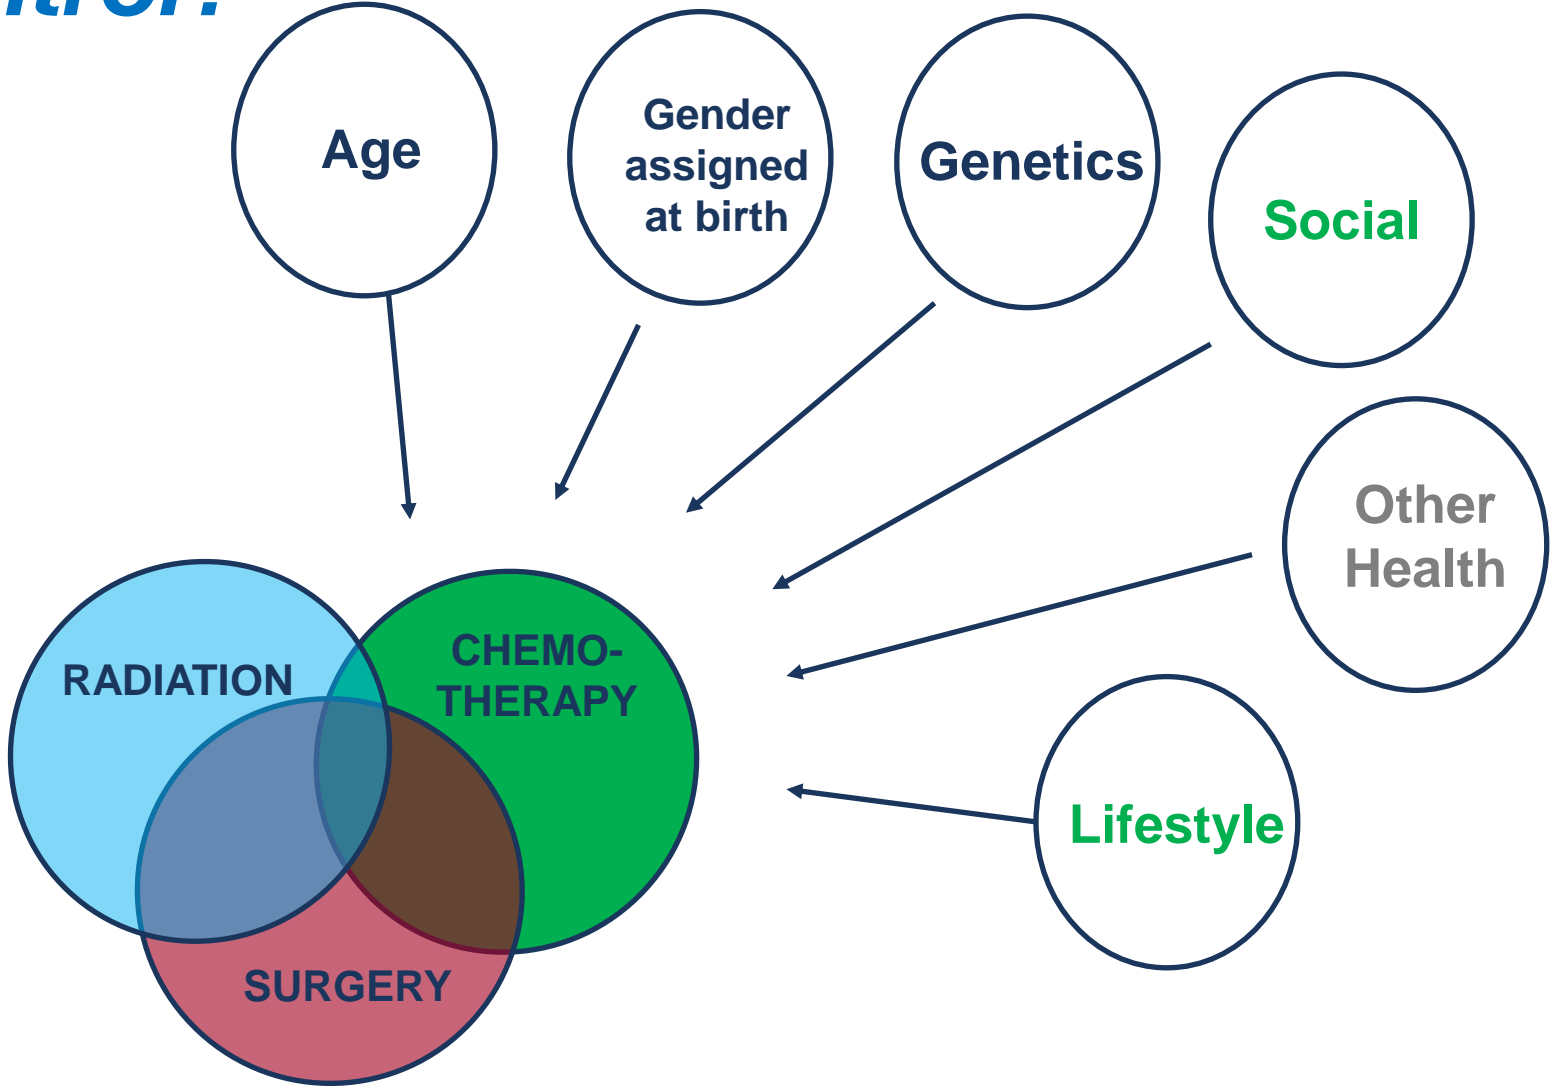 Age
Gender
assigned
at birth
Genetics
Social
Other
Health
RADIATION
CHEMO-
THERAPY
Lifestyle
SURGERY